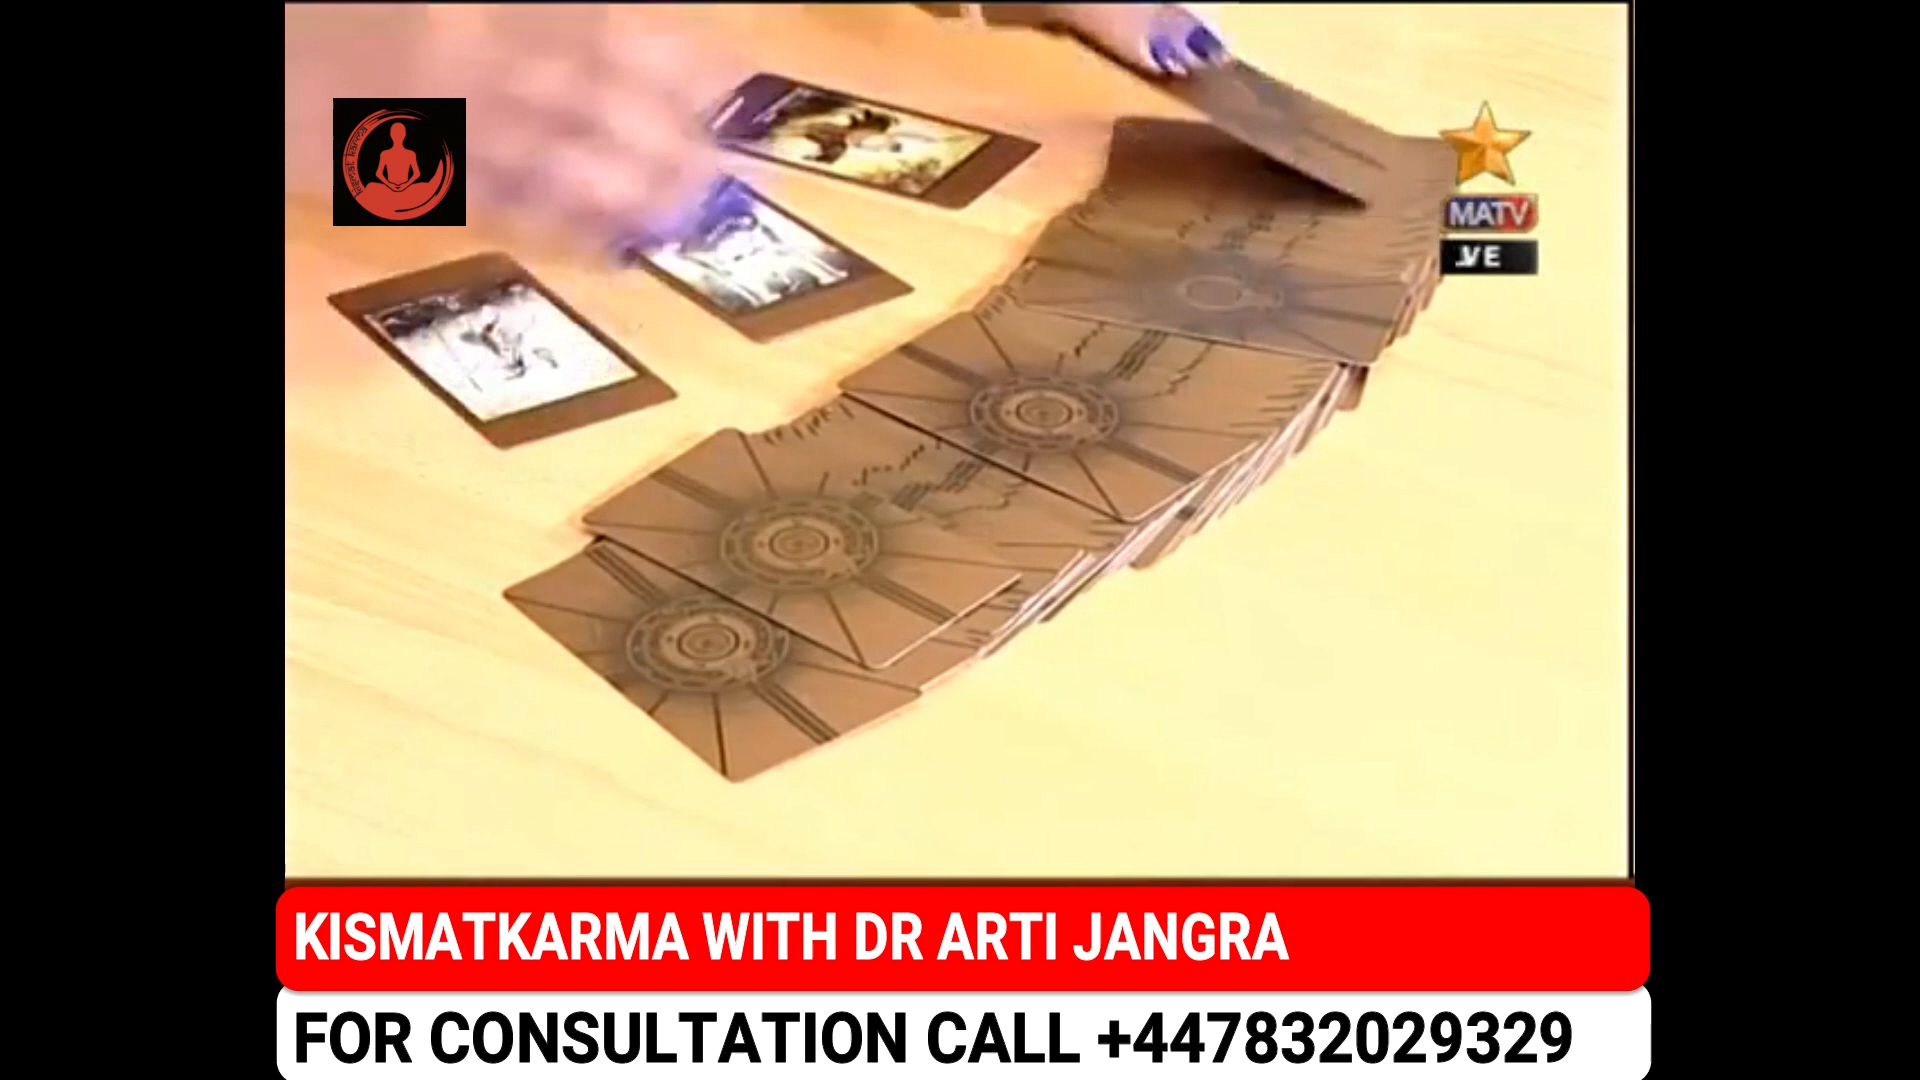 MATV
KISMATKARMA WITH DR ARTI JANGRA
FOR CONSULTATION CALL +447832029329